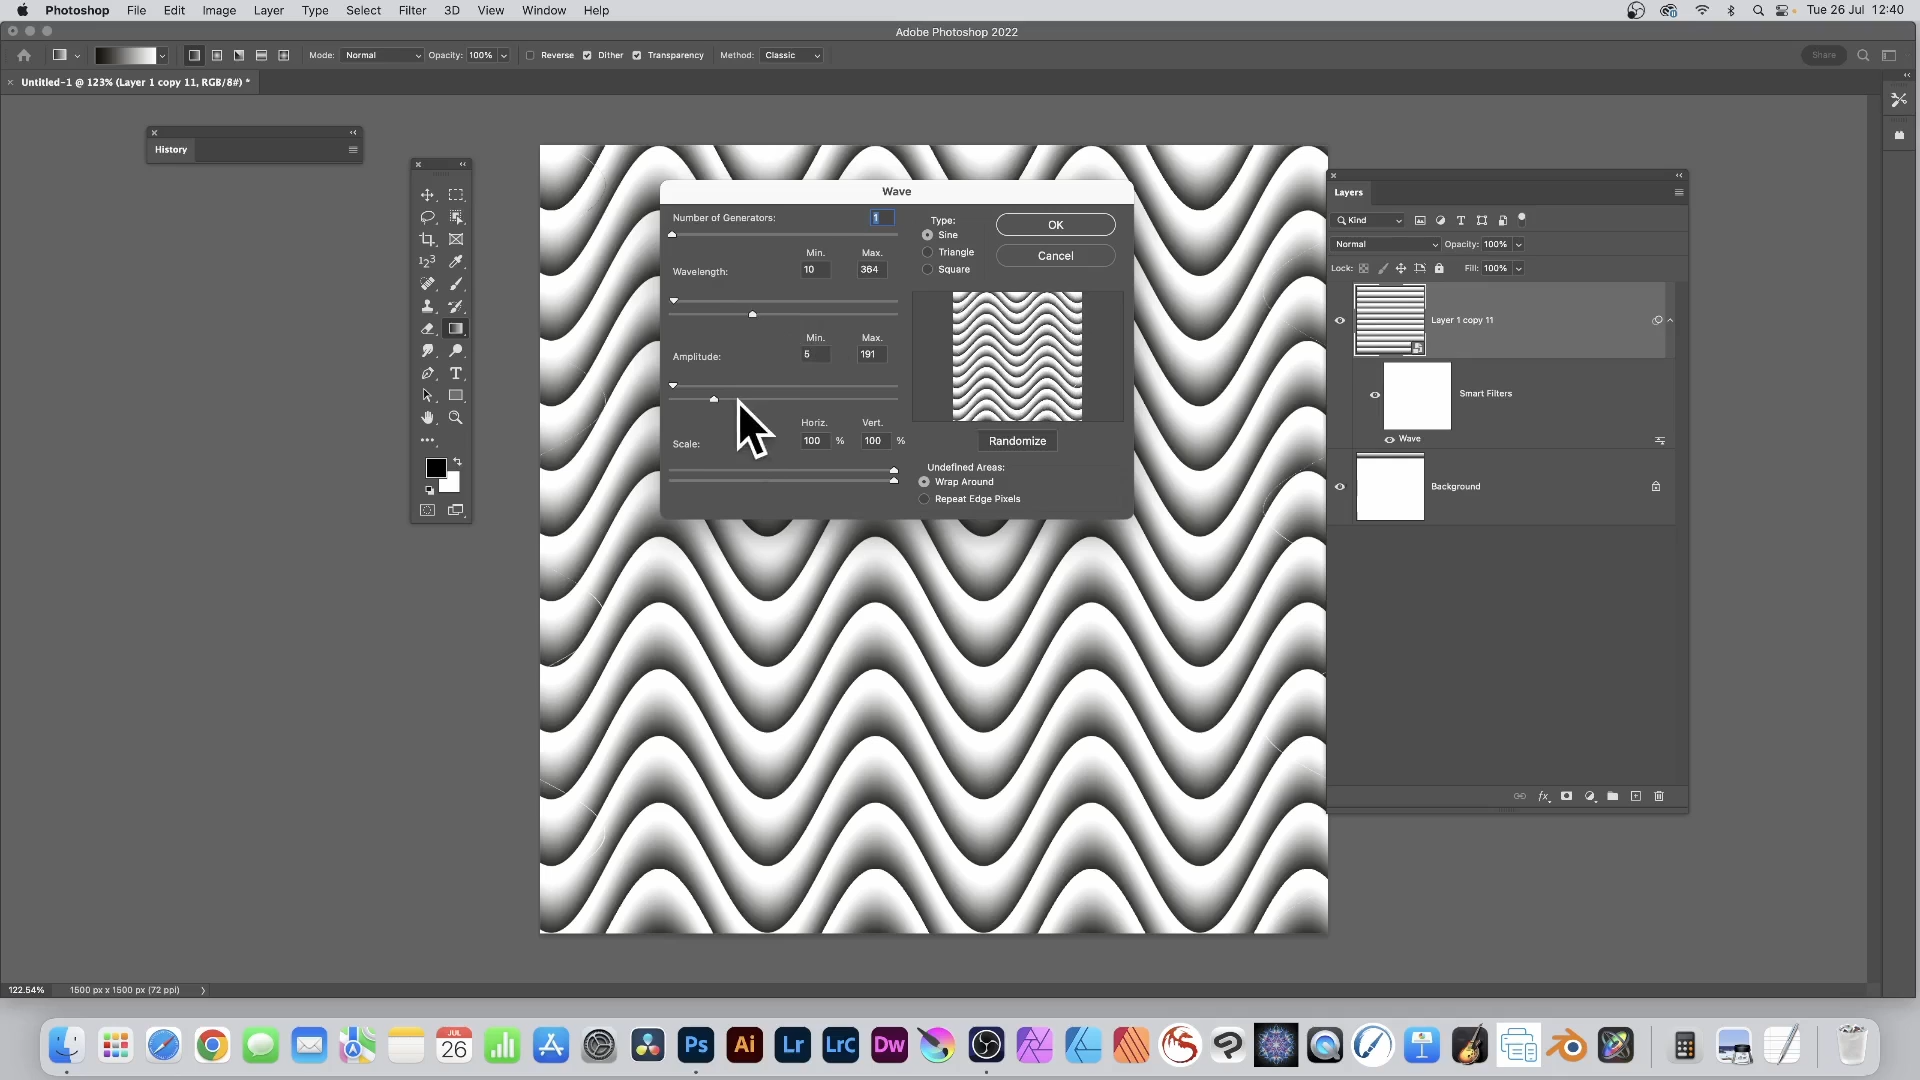 Photoshop File Edit Image Layer Type Select Filter 3D View Window Help Tue 26 Jul 12:40
Adobe Photoshop 2022
Mode: Normal Opacity: 100% Reverse Dither Transparency Method: Classic Share
Untitled-1 @ 123% (Layer 1 copy 11, RGB/8#) *
History
Wave
Number of Generators: 1
Type:
Sine
Triangle
Square
OK
Cancel
Min. Max.
Wavelength: 10 364
Min. Max.
Amplitude: 5 191
Horiz. Vert.
Scale: 100 % 100 %
Randomize
Undefined Areas:
Wrap Around
Repeat Edge Pixels
Layers
Kind
Normal Opacity: 100%
Lock: Fill: 100%
Layer 1 copy 11
Smart Filters
Wave
Background
fx
123
T
122.54% 1500 px x 1500 px (72 ppi)
JUL
26
Ps Ai Lr LrC Dw